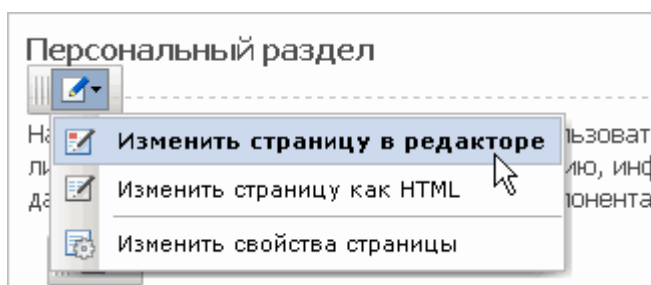 Персональный раздел
Изменить страницу в редакторе
Изменить страницу как HTML
Изменить свойства страницы